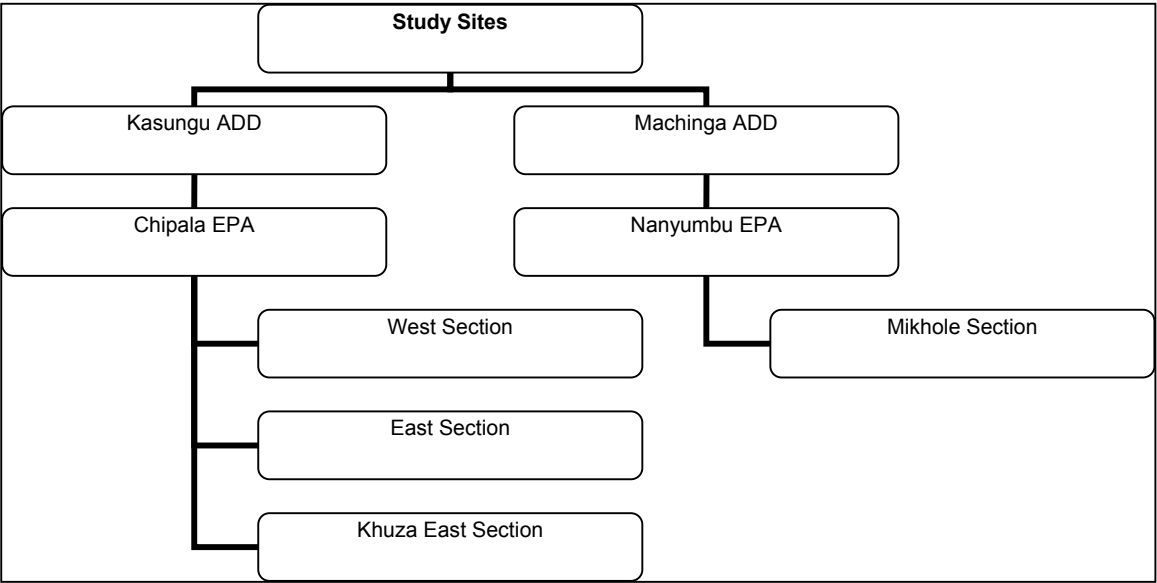 Study Sites
Kasungu ADD
Machinga ADD
Chipala EPA
Nanyumbu EPA
West Section
Mikhole Section
East Section
Khuza East Section